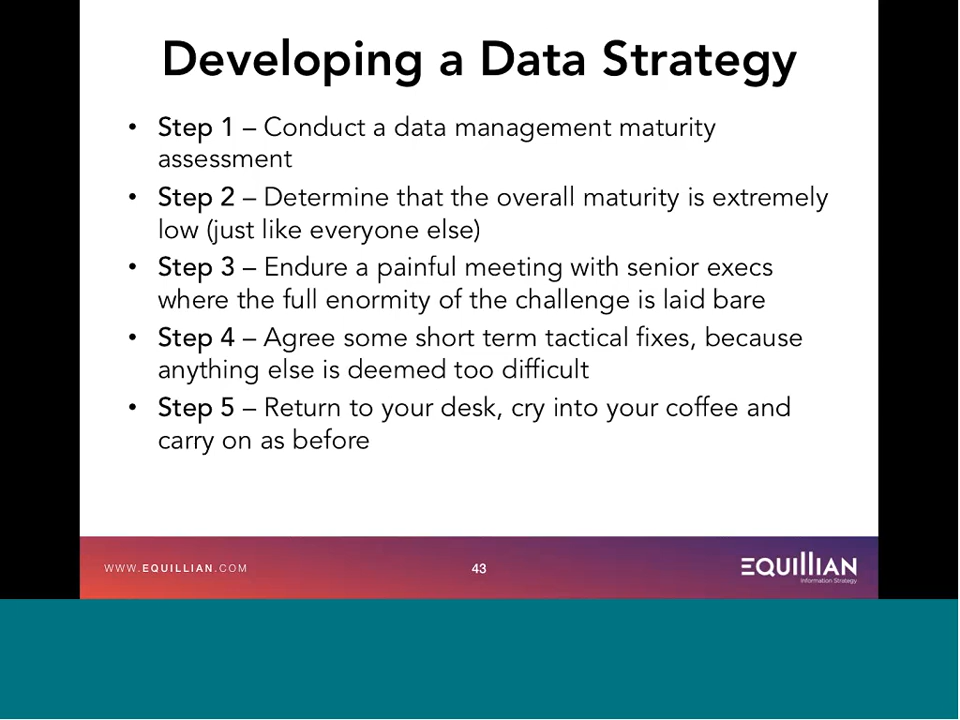 Developing a Data Strategy
• Step 1 – Conduct a data management maturity
assessment
• Step 2 – Determine that the overall maturity is extremely
low (just like everyone else)
• Step 3 – Endure a painful meeting with senior execs
where the full enormity of the challenge is laid bare
• Step 4 – Agree some short term tactical fixes, because
anything else is deemed too difficult
• Step 5 – Return to your desk, cry into your coffee and
carry on as before
WWW.EQUILLIAN.COM
43
EQUILLIAN
Information Strategy